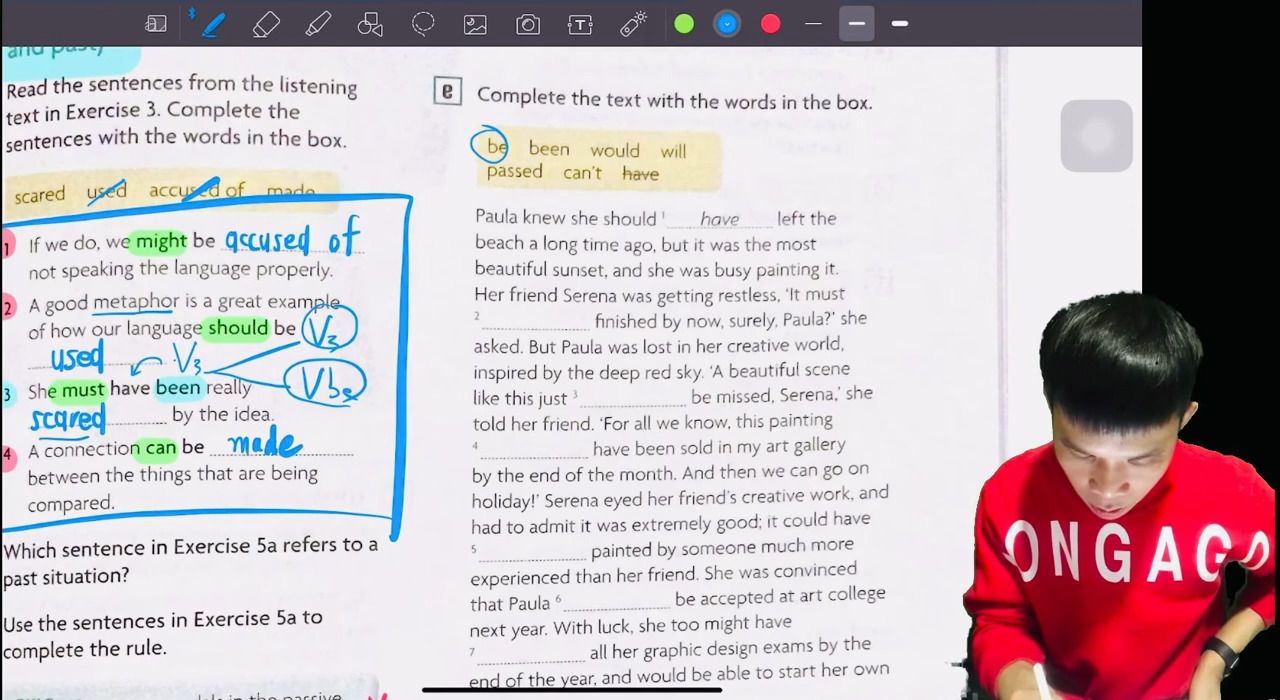 and past)
Read the sentences from the listening
text in Exercise 3. Complete the
sentences with the words in the box.
scared used accused of made
1 If we do, we might be accused of
not speaking the language properly.
2 A good metaphor is a great example
of how our language should be V3
used V3
Vbe
3 She must have been really
scared by the idea.
4 A connection can be made
between the things that are being
compared.
Which sentence in Exercise 5a refers to a
past situation?
Use the sentences in Exercise 5a to
complete the rule.
in the passive
e Complete the text with the words in the box.
be been would will
passed can't have
Paula knew she should 1 have left the
beach a long time ago, but it was the most
beautiful sunset, and she was busy painting it.
Her friend Serena was getting restless, 'It must
2 finished by now, surely, Paula?' she
asked. But Paula was lost in her creative world,
inspired by the deep red sky. 'A beautiful scene
like this just 3 be missed, Serena,' she
told her friend. 'For all we know, this painting
4 have been sold in my art gallery
by the end of the month. And then we can go on
holiday!' Serena eyed her friend's creative work, and
had to admit it was extremely good; it could have
5 painted by someone much more
experienced than her friend. She was convinced
that Paula 6 be accepted at art college
next year. With luck, she too might have
7 all her graphic design exams by the
end of the year, and would be able to start her own
T
ONGAGO